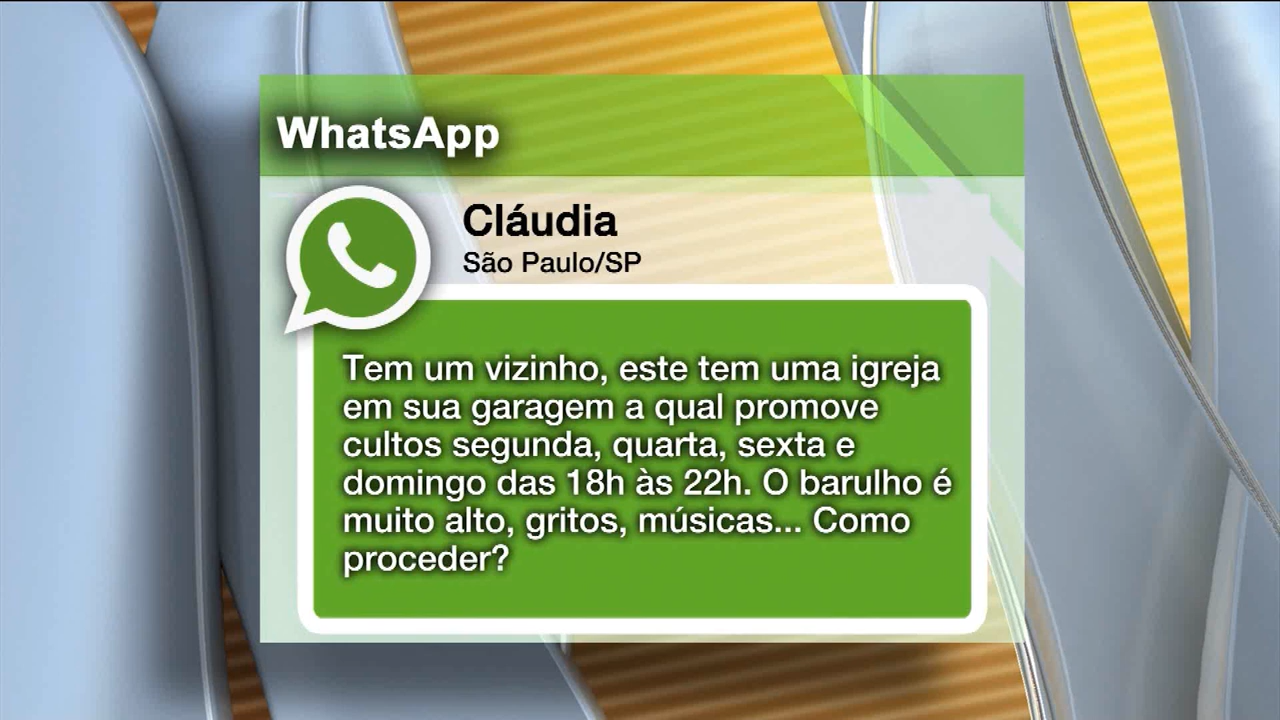 WhatsApp
Cláudia
São Paulo/SP
Tem um vizinho, este tem uma igreja
em sua garagem a qual promove
cultos segunda, quarta, sexta e
domingo das 18h às 22h. O barulho é
muito alto, gritos, músicas... Como
proceder?